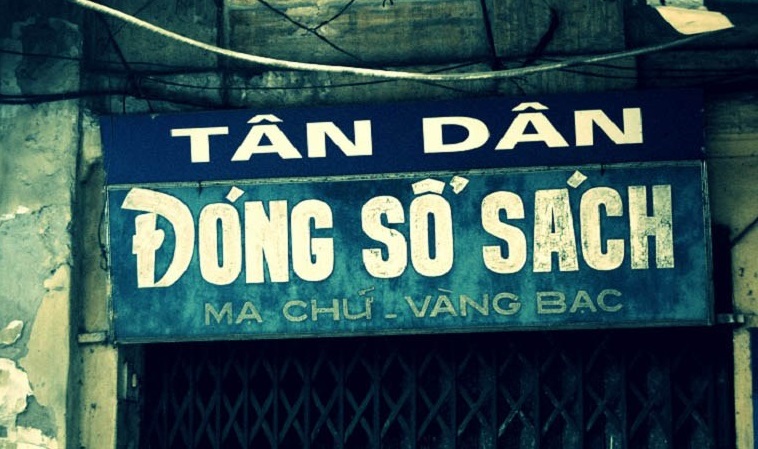 TÂN DÂN
ĐÓNG SỔ SÁCH
MẠ CHỮ - VÀNG BẠC